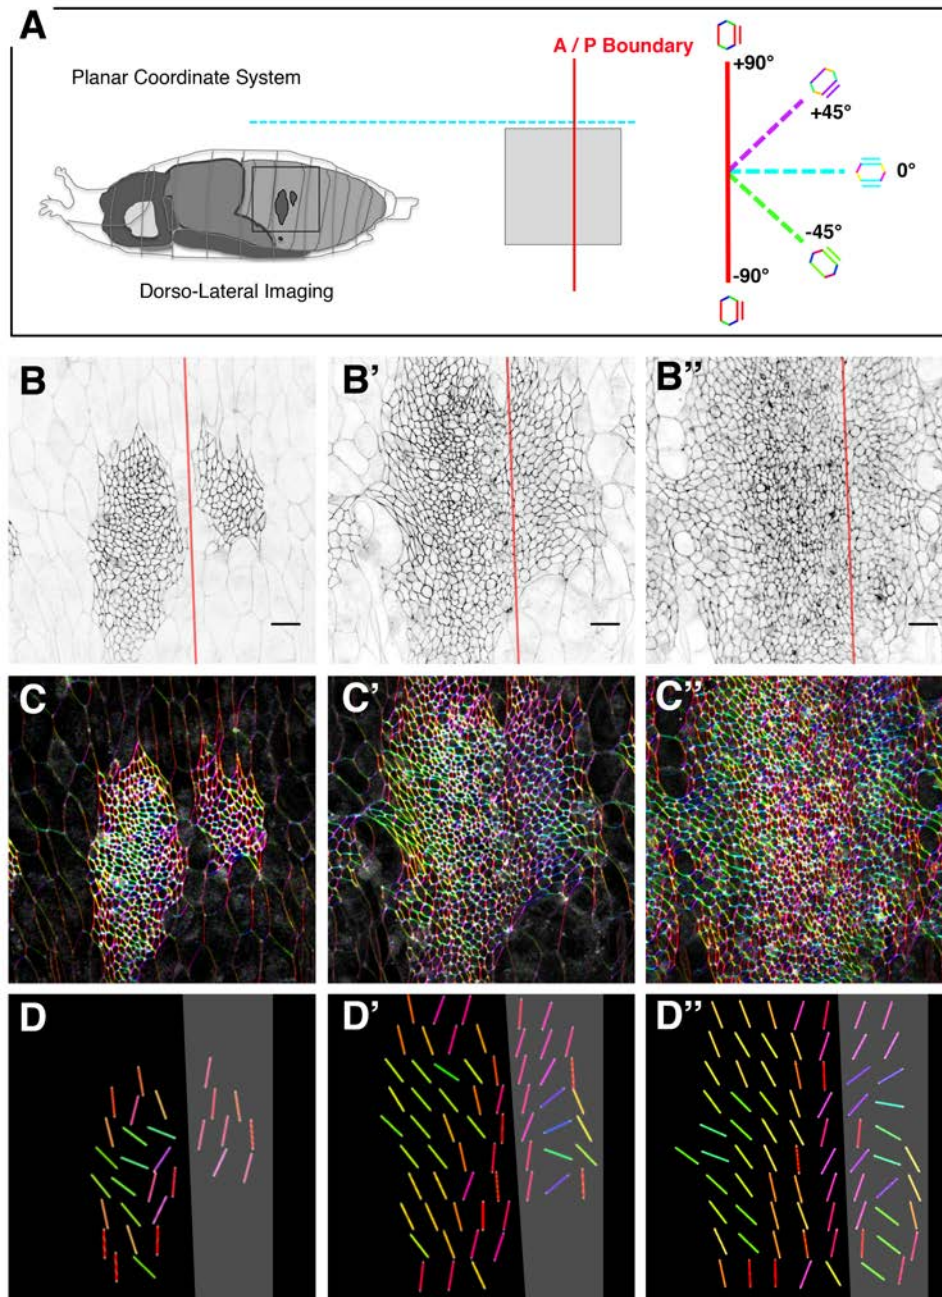 A
A / P Boundary
Planar Coordinate System
+90°
+45°
0°
-45°
-90°
Dorso-Lateral Imaging
B
B'
B"
C
C'
C"
D
D'
D"